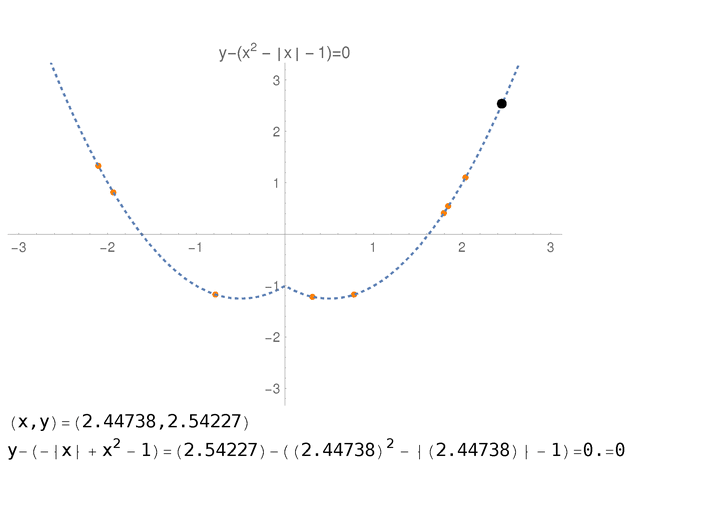 y−(x² − |x| − 1)=0
3
2
1
−3 −2 −1 1 2 3
−1
−2
−3
(x,y)=(2.44738,2.54227)
y−(−|x| + x² − 1)=(2.54227)−((2.44738)² − |(2.44738)| − 1)=0.=0